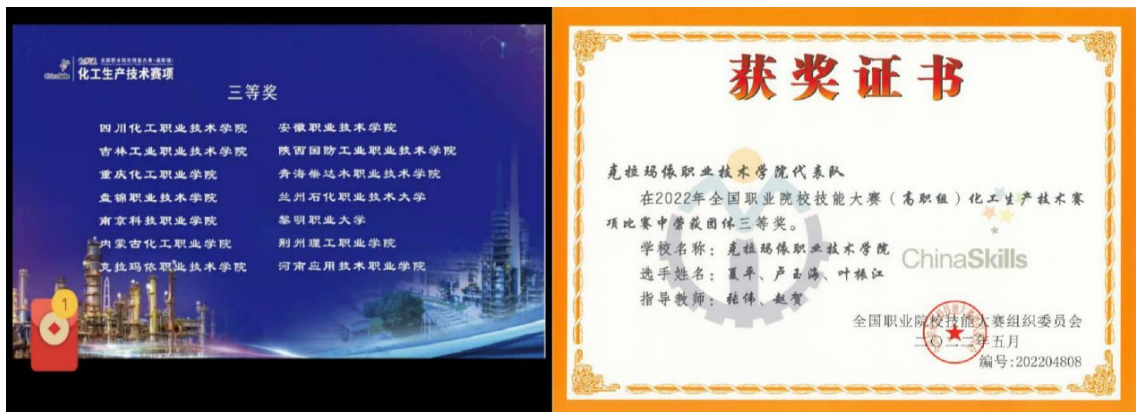 2022
ChinaSkills
化工生产技术赛项
三等奖
四川化工职业技术学院 安徽职业技术学院
吉林工业职业技术学院 陕西国防工业职业技术学院
重庆化工职业学院 青海柴达木职业技术学院
盘锦职业技术学院 兰州石化职业技术大学
南京科技职业学院 黎明职业大学
内蒙古化工职业学院 荆州理工职业学院
克拉玛依职业技术学院 河南应用技术职业学院
1
获奖证书
克拉玛依职业技术学院代表队
在2022年全国职业院校技能大赛（高职组）化工生产技术赛
项比赛中荣获团体三等奖。
学校名称：克拉玛依职业技术学院
选手姓名：夏平、卢玉海、叶振江
指导教师：张伟、赵贺
ChinaSkills
全国职业院校技能大赛组织委员会
二〇二三年五月
编号:202204808